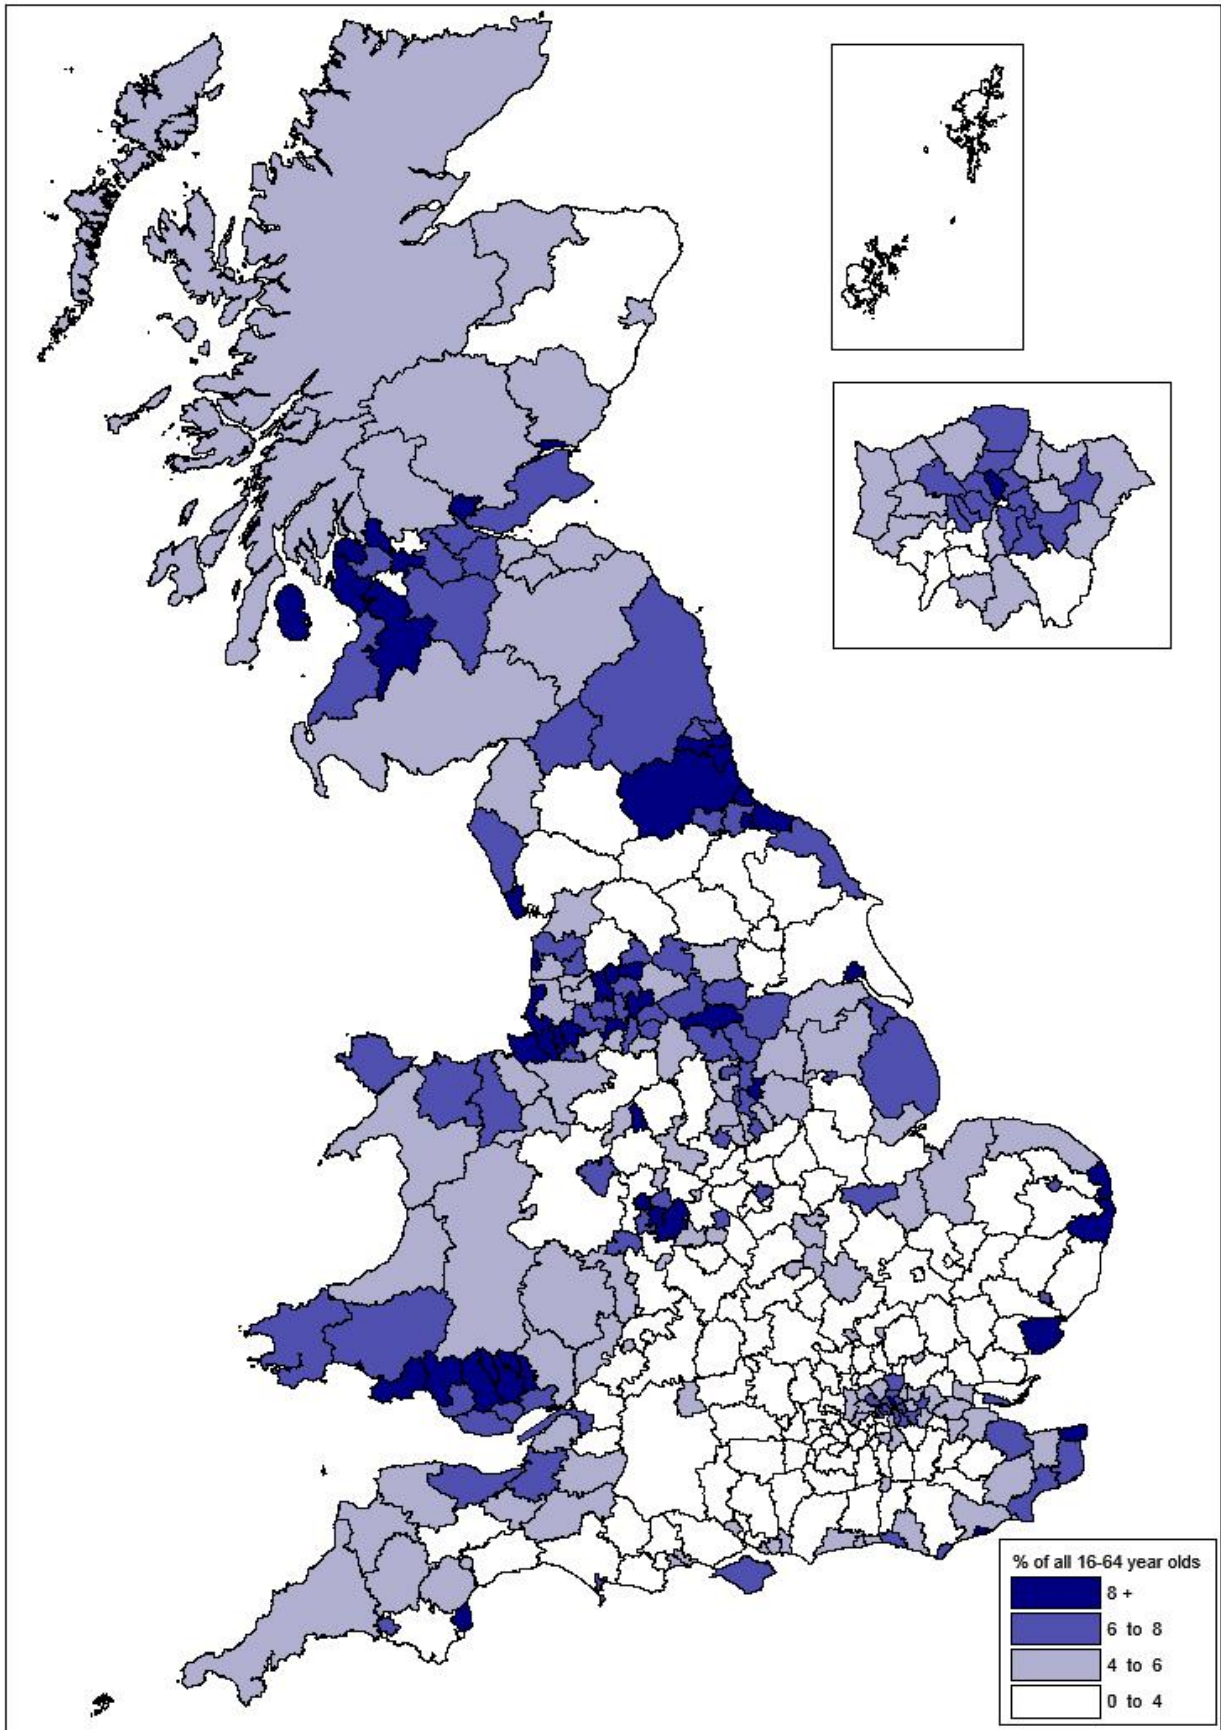 % of all 16-64 year olds
8 +
6 to 8
4 to 6
0 to 4